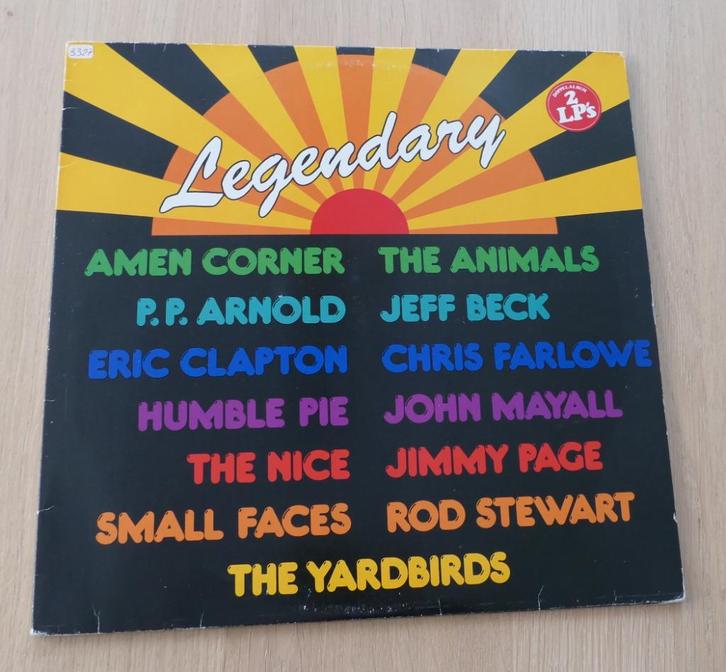 3327
DOPPELALBUM
2
LP's
Legendary
AMEN CORNER THE ANIMALS
P.P. ARNOLD JEFF BECK
ERIC CLAPTON CHRIS FARLOWE
HUMBLE PIE JOHN MAYALL
THE NICE JIMMY PAGE
SMALL FACES ROD STEWART
THE YARDBIRDS